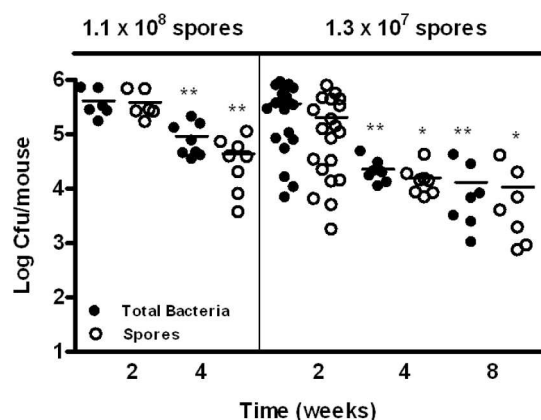 1.1 x 10⁸ spores 1.3 x 10⁷ spores
6
5
4
3
2
1
Log Cfu/mouse
** ** ** * ** *
Total Bacteria
Spores
2 4 2 4 8
Time (weeks)